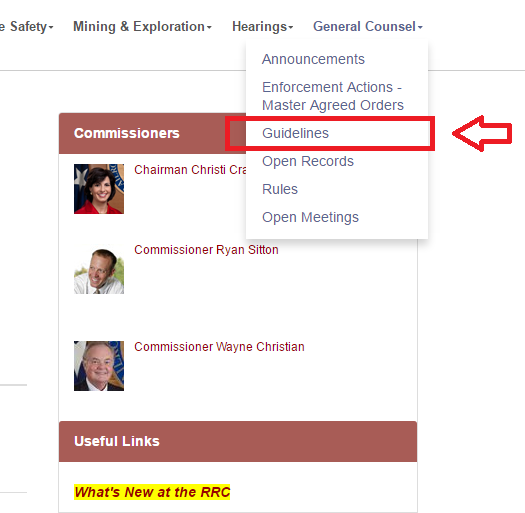 e Safety Mining & Exploration Hearings General Counsel
Announcements
Enforcement Actions -
Master Agreed Orders
Guidelines
Open Records
Rules
Open Meetings
Commissioners
Chairman Christi Cra
Commissioner Ryan Sitton
Commissioner Wayne Christian
Useful Links
What's New at the RRC